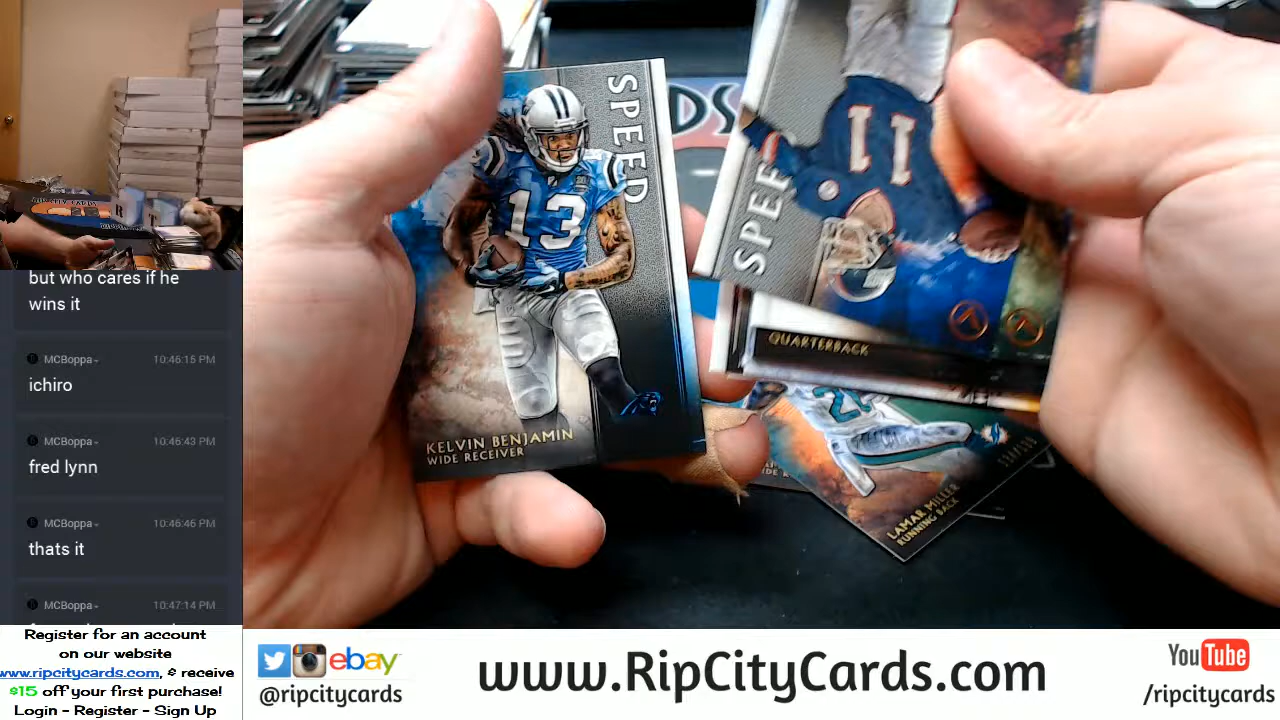 but who cares if he
wins it
MCBoppa 10:46:15 PM
ichiro
MCBoppa 10:46:43 PM
fred lynn
MCBoppa 10:46:46 PM
thats it
MCBoppa 10:47:14 PM
Register for an account
on our website
www.ripcitycards.com, & receive
$15 off your first purchase!
Login - Register - Sign Up
SPEED
13
KELVIN BENJAMIN
WIDE RECEIVER
DS
SPEE
11
QUARTERBACK
LAMAR MILLER
RUNNING BACK
ebay
@ripcitycards
www.RipCityCards.com
YouTube
/ripcitycards